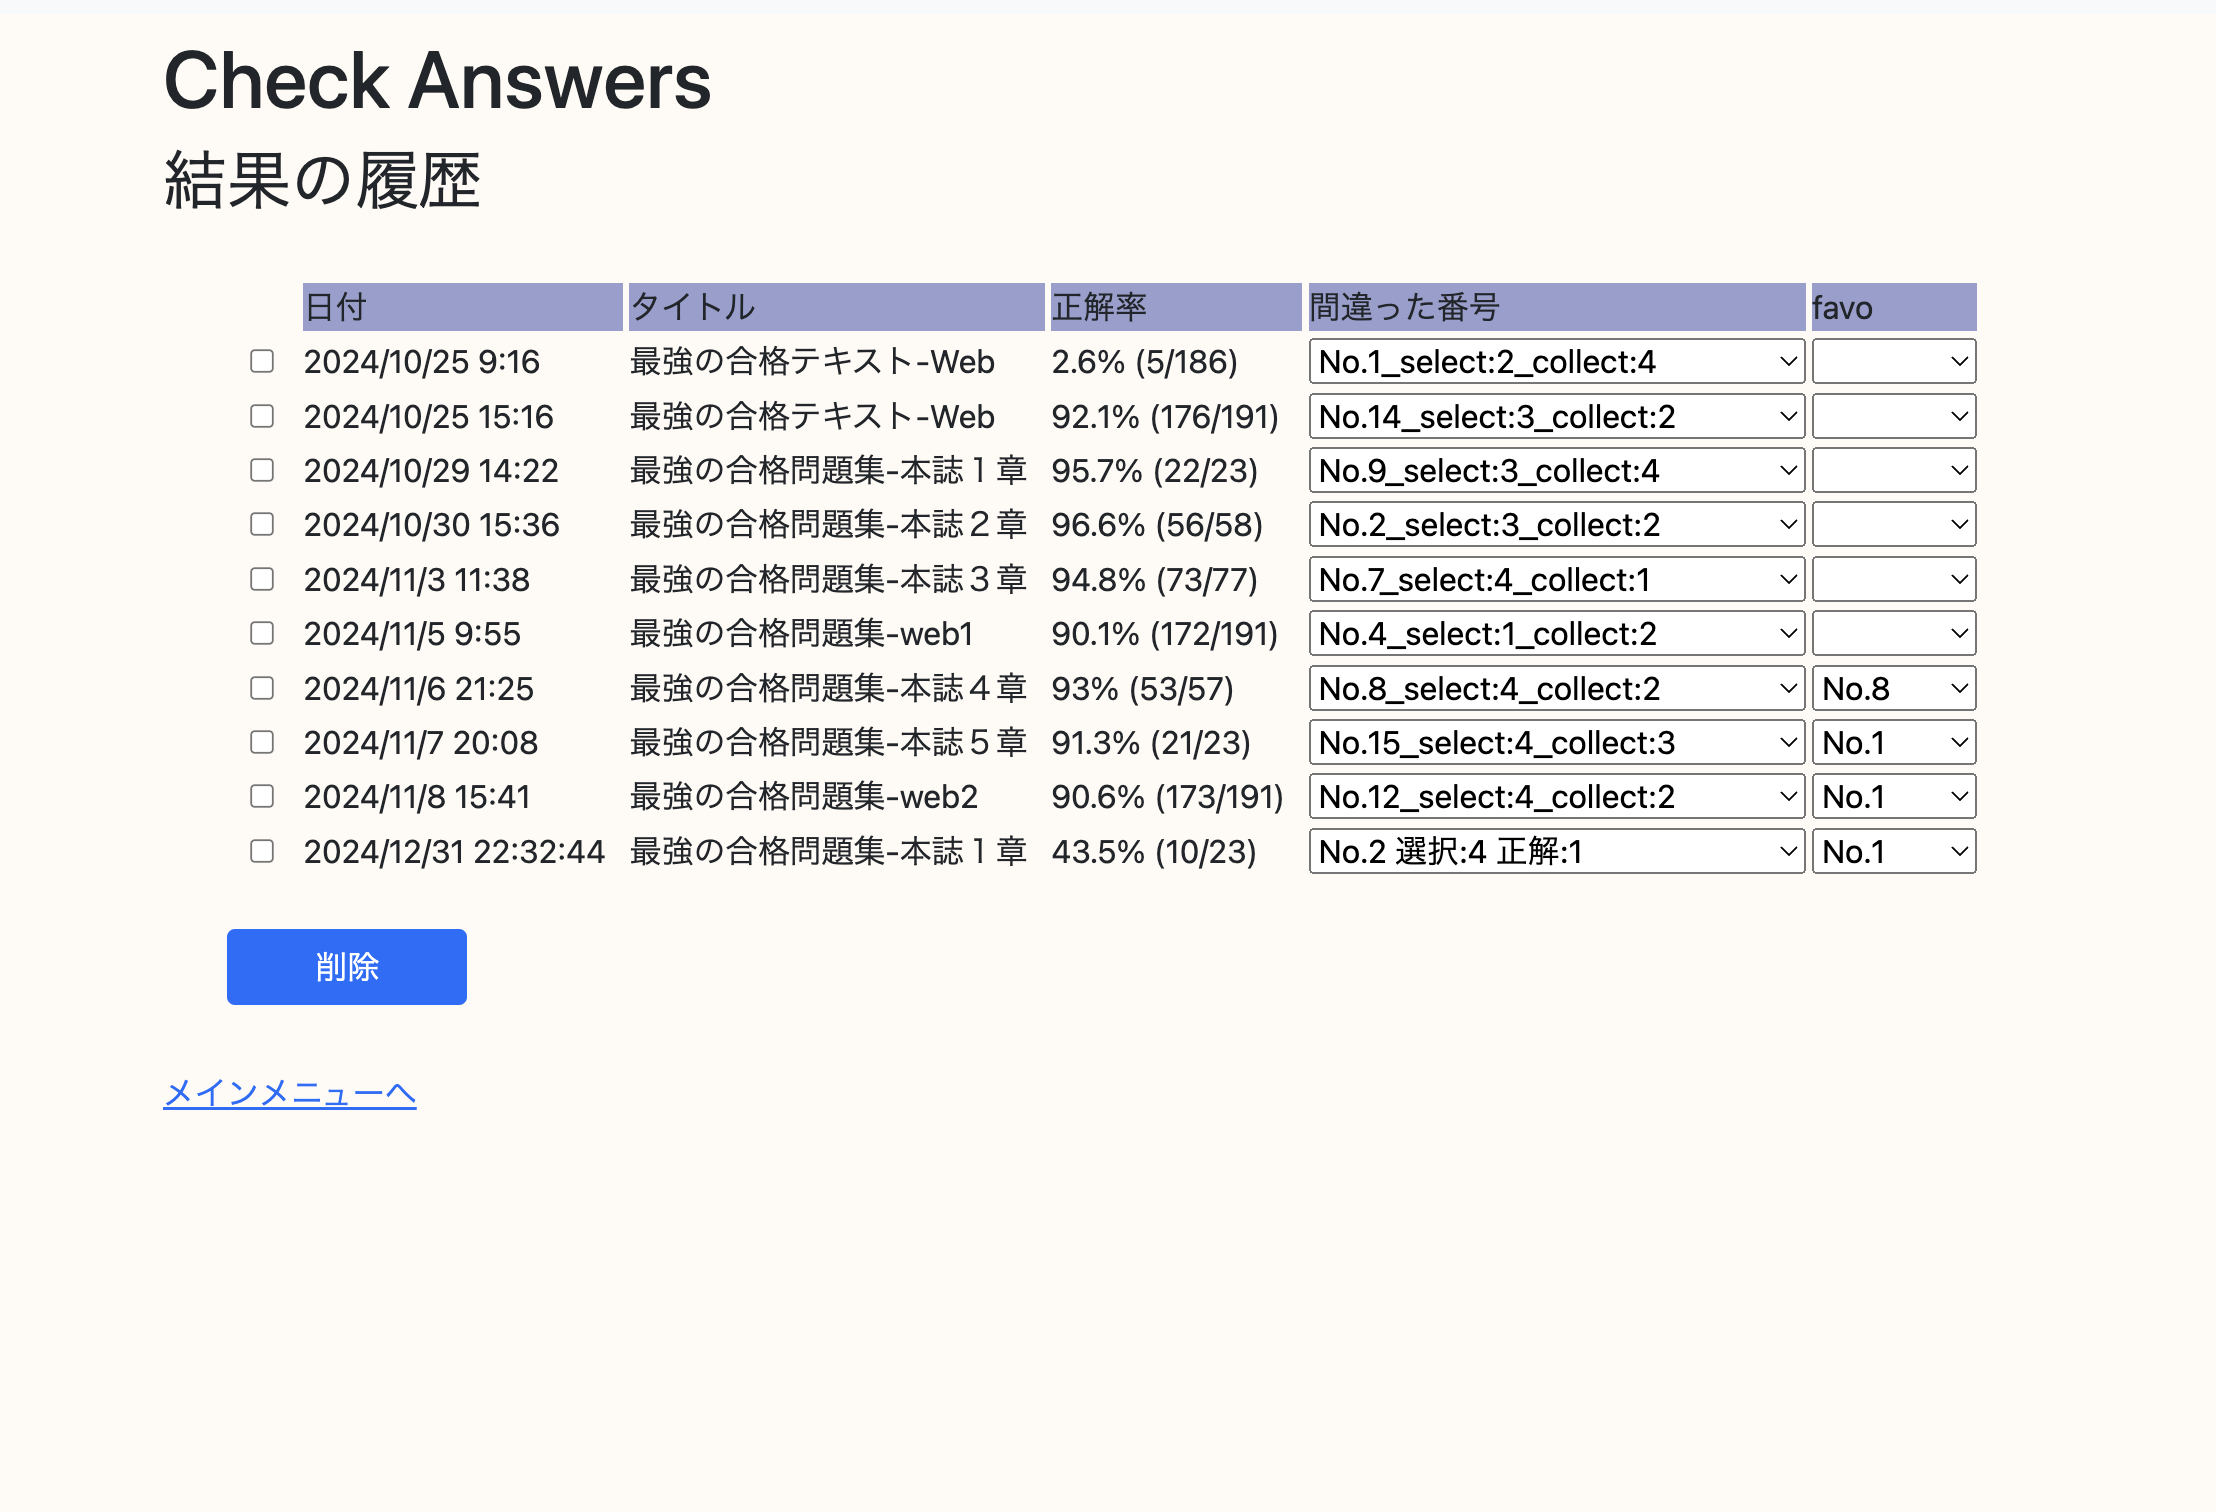 Check Answers
結果の履歴
日付 タイトル 正解率 間違った番号 favo
2024/10/25 9:16 最強の合格テキスト-Web 2.6% (5/186) No.1_select:2_collect:4
2024/10/25 15:16 最強の合格テキスト-Web 92.1% (176/191) No.14_select:3_collect:2
2024/10/29 14:22 最強の合格問題集-本誌１章 95.7% (22/23) No.9_select:3_collect:4
2024/10/30 15:36 最強の合格問題集-本誌２章 96.6% (56/58) No.2_select:3_collect:2
2024/11/3 11:38 最強の合格問題集-本誌３章 94.8% (73/77) No.7_select:4_collect:1
2024/11/5 9:55 最強の合格問題集-web1 90.1% (172/191) No.4_select:1_collect:2
2024/11/6 21:25 最強の合格問題集-本誌４章 93% (53/57) No.8_select:4_collect:2 No.8
2024/11/7 20:08 最強の合格問題集-本誌５章 91.3% (21/23) No.15_select:4_collect:3 No.1
2024/11/8 15:41 最強の合格問題集-web2 90.6% (173/191) No.12_select:4_collect:2 No.1
2024/12/31 22:32:44 最強の合格問題集-本誌１章 43.5% (10/23) No.2 選択:4 正解:1 No.1
削除
メインメニューへ